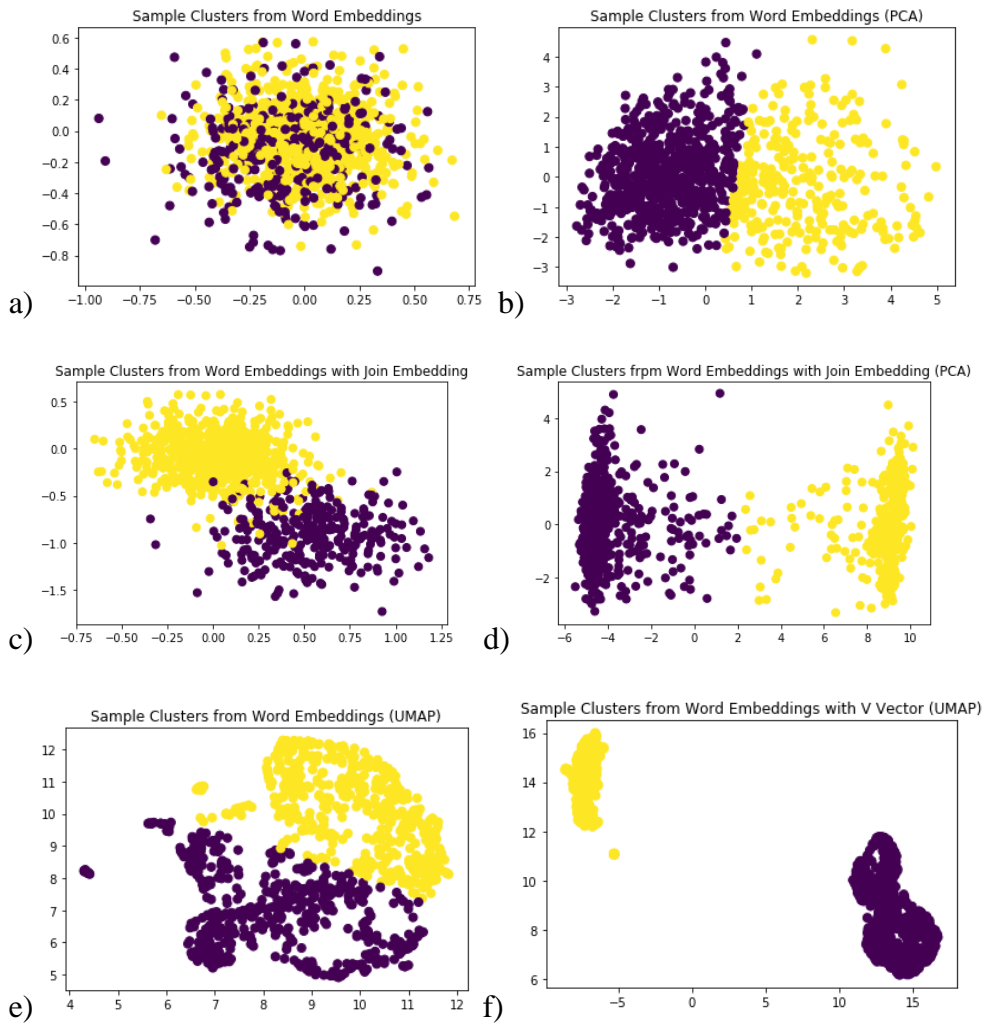 Sample Clusters from Word Embeddings
0.6
0.4
0.2
0.0
−0.2
−0.4
−0.6
−0.8
−1.00 −0.75 −0.50 −0.25 0.00 0.25 0.50 0.75
a)
Sample Clusters from Word Embeddings (PCA)
4
3
2
1
0
−1
−2
−3
−3 −2 −1 0 1 2 3 4 5
b)
Sample Clusters from Word Embeddings with Join Embedding
0.5
0.0
−0.5
−1.0
−1.5
−0.75 −0.50 −0.25 0.00 0.25 0.50 0.75 1.00 1.25
c)
Sample Clusters frpm Word Embeddings with Join Embedding (PCA)
4
2
0
−2
−6 −4 −2 0 2 4 6 8 10
d)
Sample Clusters from Word Embeddings (UMAP)
12
11
10
9
8
7
6
5
4 5 6 7 8 9 10 11 12
e)
Sample Clusters from Word Embeddings with V Vector (UMAP)
16
14
12
10
8
6
−5 0 5 10 15
f)